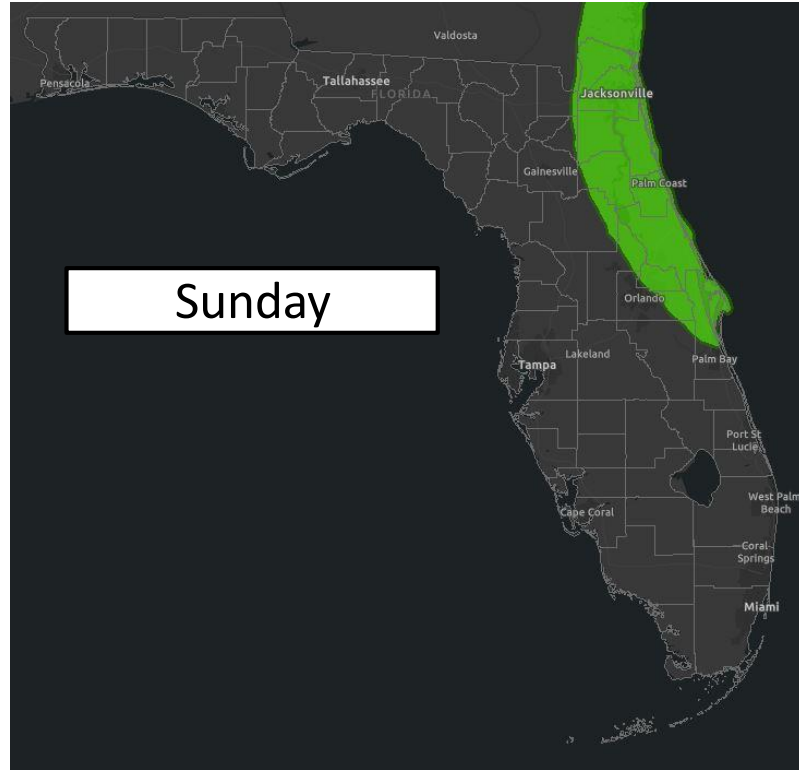 Valdosta
Pensacola
Tallahassee
FLORIDA
Jacksonville
Gainesville
Palm Coast
Sunday
Orlando
Lakeland
Tampa
Palm Bay
Port St
Lucie
West Palm
Beach
Cape Coral
Coral
Springs
Miami